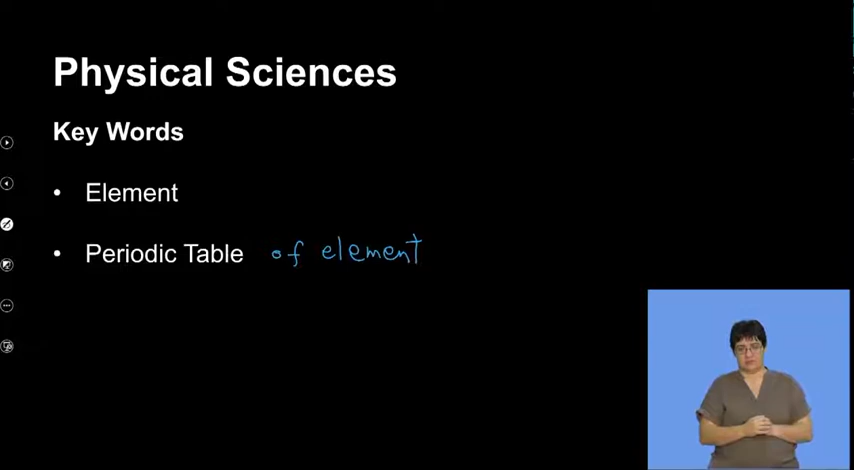 Physical Sciences
Key Words
• Element
• Periodic Table of element